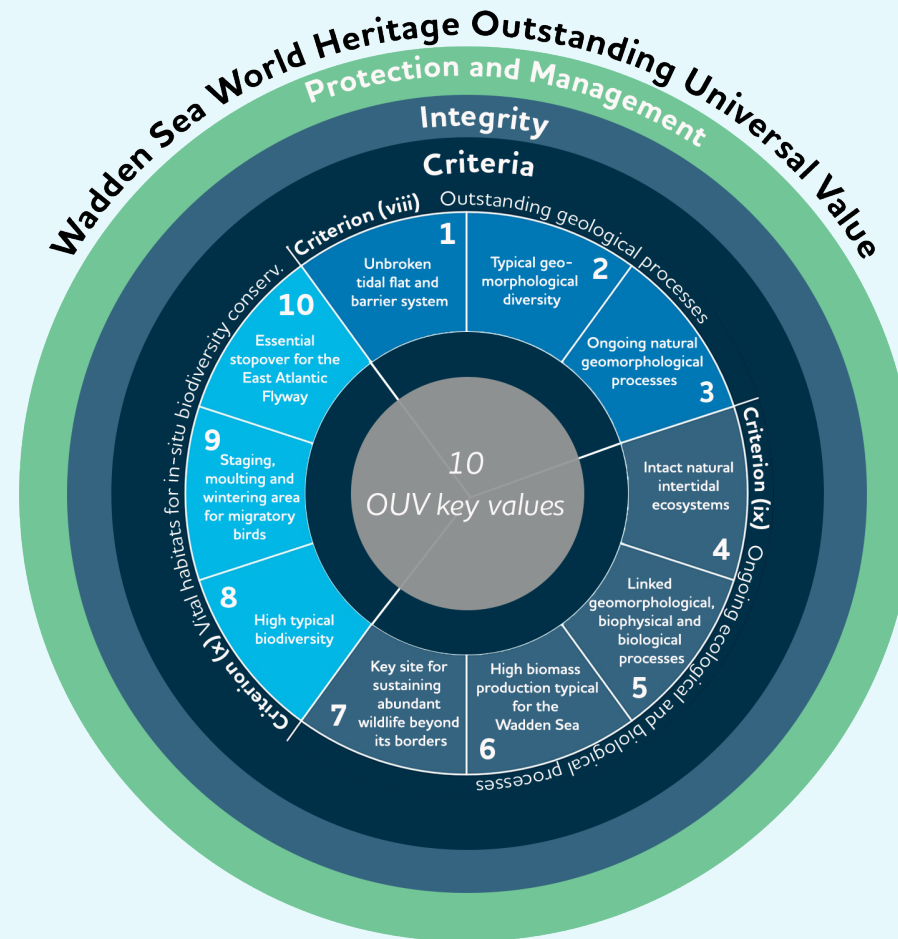 Wadden Sea World Heritage Outstanding Universal Value
Protection and Management
Integrity
Criteria
Criterion (viii) Outstanding geological processes
1
Unbroken
tidal flat and
barrier system
2
Typical geo-
morphological
diversity
Ongoing natural
geomorphological
processes
3
Criterion (ix) Ongoing ecological and biological processes
Intact natural
intertidal
ecosystems
4
Linked
geomorphological,
biophysical and
biological
processes
5
High biomass
production typical
for the
Wadden Sea
6
Key site for
sustaining
abundant
wildlife beyond
its borders
7
Criterion (x) Vital habitats for in-situ biodiversity conserv.
8
High typical
biodiversity
9
Staging,
moulting and
wintering area
for migratory
birds
10
Essential
stopover for the
East Atlantic
Flyway
10
OUV key values